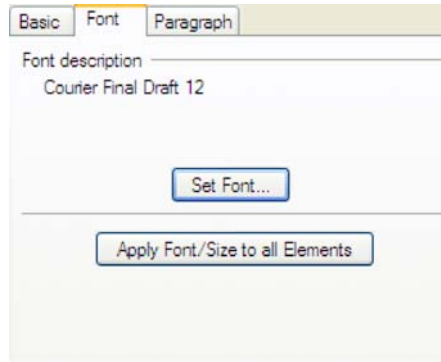 Basic Font Paragraph
Font description
Courier Final Draft 12
Set Font...
Apply Font/Size to all Elements